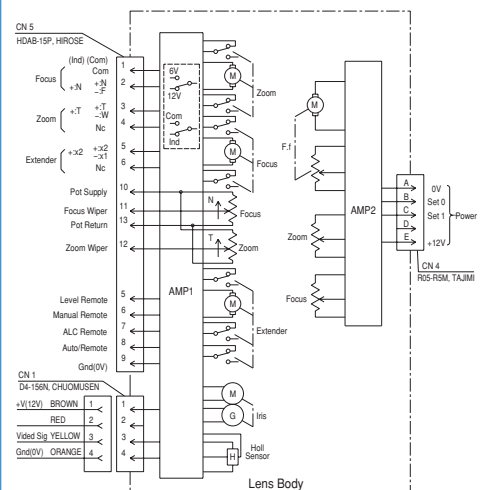 CN 5
HDAB-15P, HIROSE
(Ind) (Com)
Com 1
Focus +:N +:N -:F 2
Zoom +:T +:T -:W 3
Nc 4
Extender +:x2 +:x2 -:x1 5
Nc 6
Pot Supply 10
Focus Wiper 11
Pot Return 13
Zoom Wiper 12
Level Remote 5
Manual Remote 6
ALC Remote 7
Auto/Remote 8
Gnd(0V) 9
CN 1
D4-156N, CHUOMUSEN
+V(12V) BROWN 1 1
RED 2 2
Vided Sig YELLOW 3 3
Gnd(0V) ORANGE 4 4
6V
12V
Com
Ind
AMP1
M
Zoom
M
Focus
N
Focus
T
Zoom
M
Extender
M
G
Iris
H
Holl
Sensor
M
F.f
Zoom
Focus
AMP2
A 0V
B Set 0
C Set 1
D
E +12V
Power
CN 4
R05-R5M, TAJIMI
Lens Body